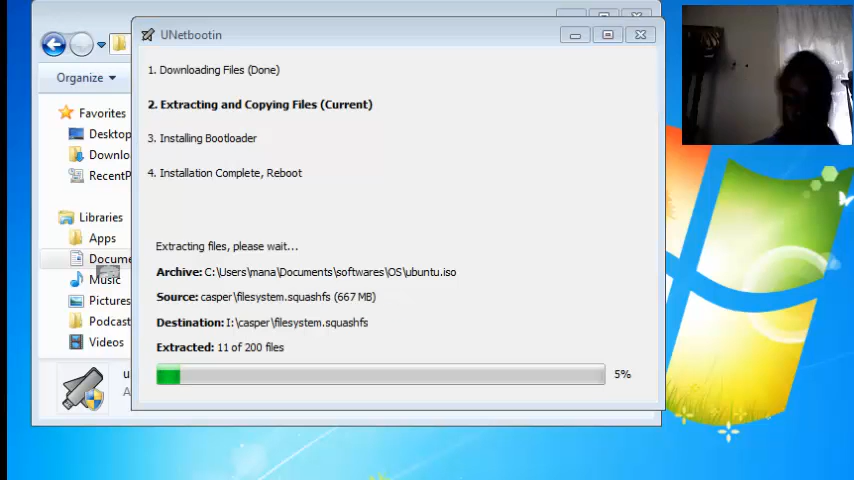 UNetbootin
1. Downloading Files (Done)
Organize
2. Extracting and Copying Files (Current)
Favorites
Desktop
3. Installing Bootloader
Downlo
RecentP
4. Installation Complete, Reboot
Libraries
Apps
Extracting files, please wait...
Docume
Archive: C:\Users\mana\Documents\softwares\OS\ubuntu.iso
Music
Source: casper\filesystem.squashfs (667 MB)
Pictures
Destination: I:\casper\filesystem.squashfs
Podcast
Videos
Extracted: 11 of 200 files
u
5%
A